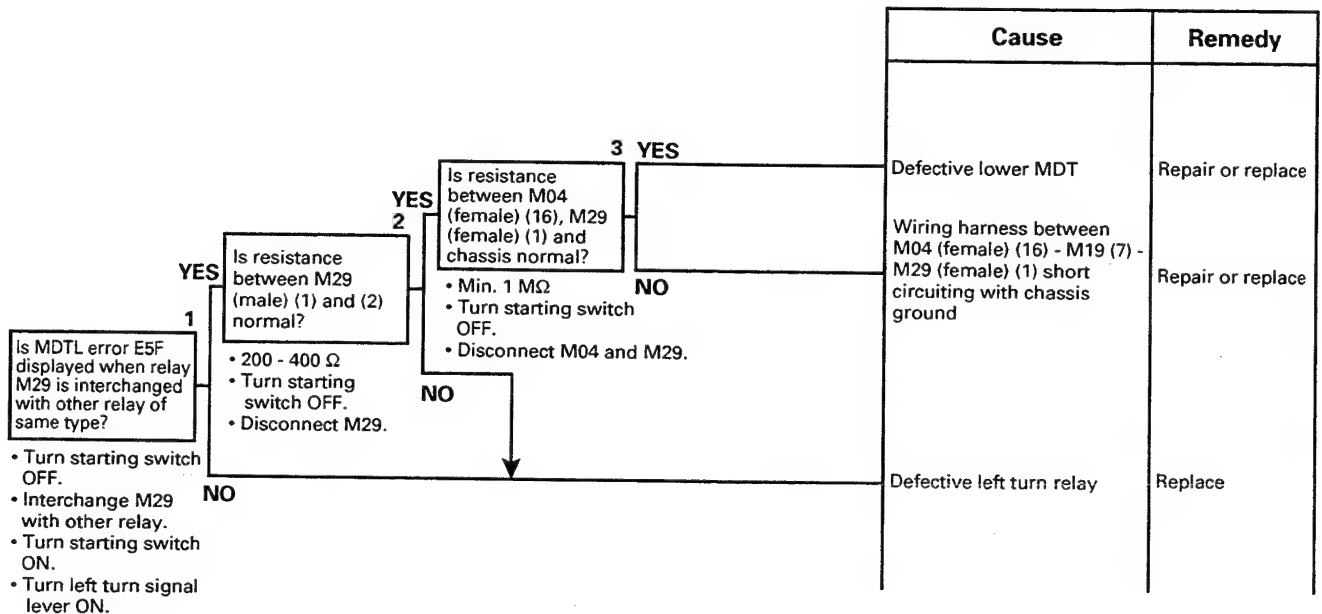 1
Is MDTL error E5F
displayed when relay
M29 is interchanged
with other relay of
same type?
• Turn starting switch
OFF.
• Interchange M29
with other relay.
• Turn starting switch
ON.
• Turn left turn signal
lever ON.
YES
NO
2
Is resistance
between M29
(male) (1) and (2)
normal?
• 200 - 400 Ω
• Turn starting
switch OFF.
• Disconnect M29.
YES
NO
3
Is resistance
between M04
(female) (16), M29
(female) (1) and
chassis normal?
• Min. 1 MΩ
• Turn starting switch
OFF.
• Disconnect M04 and M29.
YES
NO
Cause
Remedy
Defective lower MDT
Repair or replace
Wiring harness between
M04 (female) (16) - M19 (7) -
M29 (female) (1) short
circuiting with chassis
ground
Repair or replace
Defective left turn relay
Replace